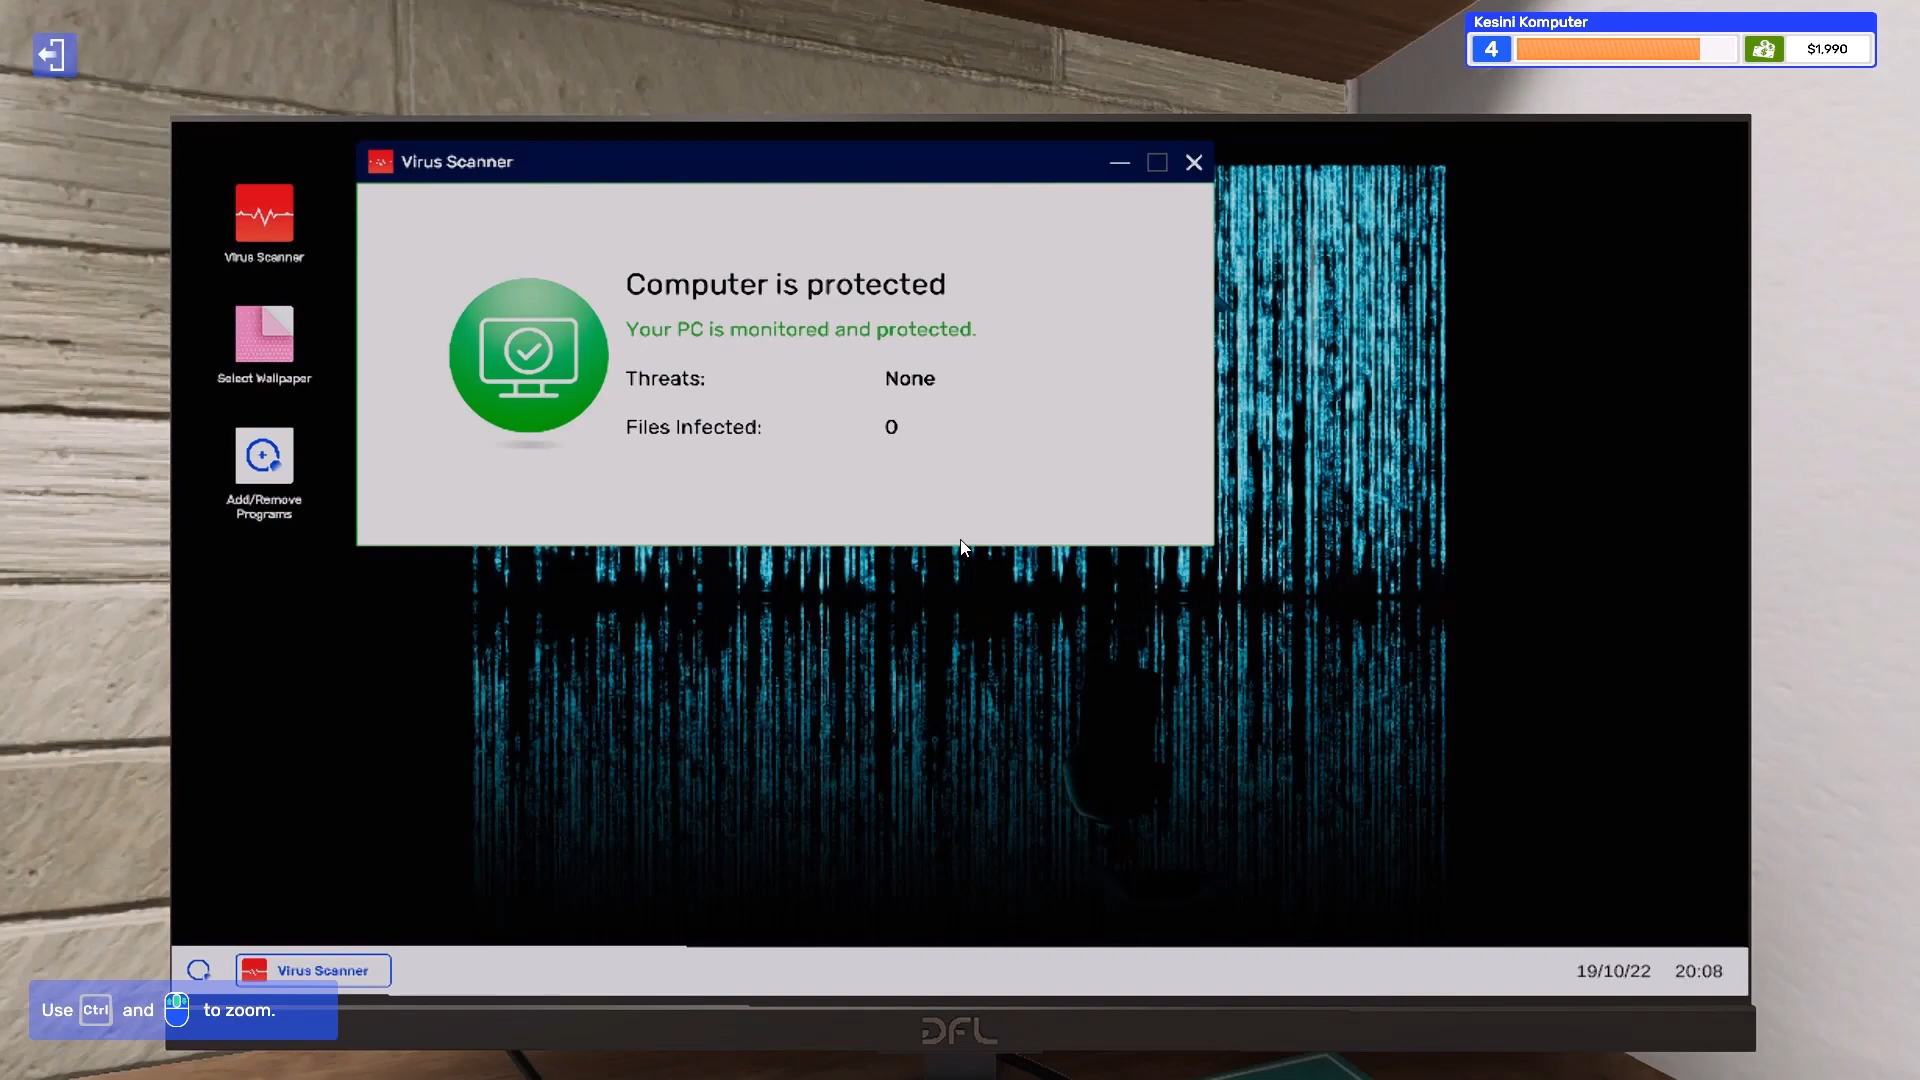 Kesini Komputer
4
$1,990
Virus Scanner
Virus Scanner
Computer is protected
Your PC is monitored and protected.
Threats: None
Files Infected: 0
Select Wallpaper
Add/Remove
Programs
Virus Scanner
19/10/22 20:08
Use Ctrl and to zoom.
DFL